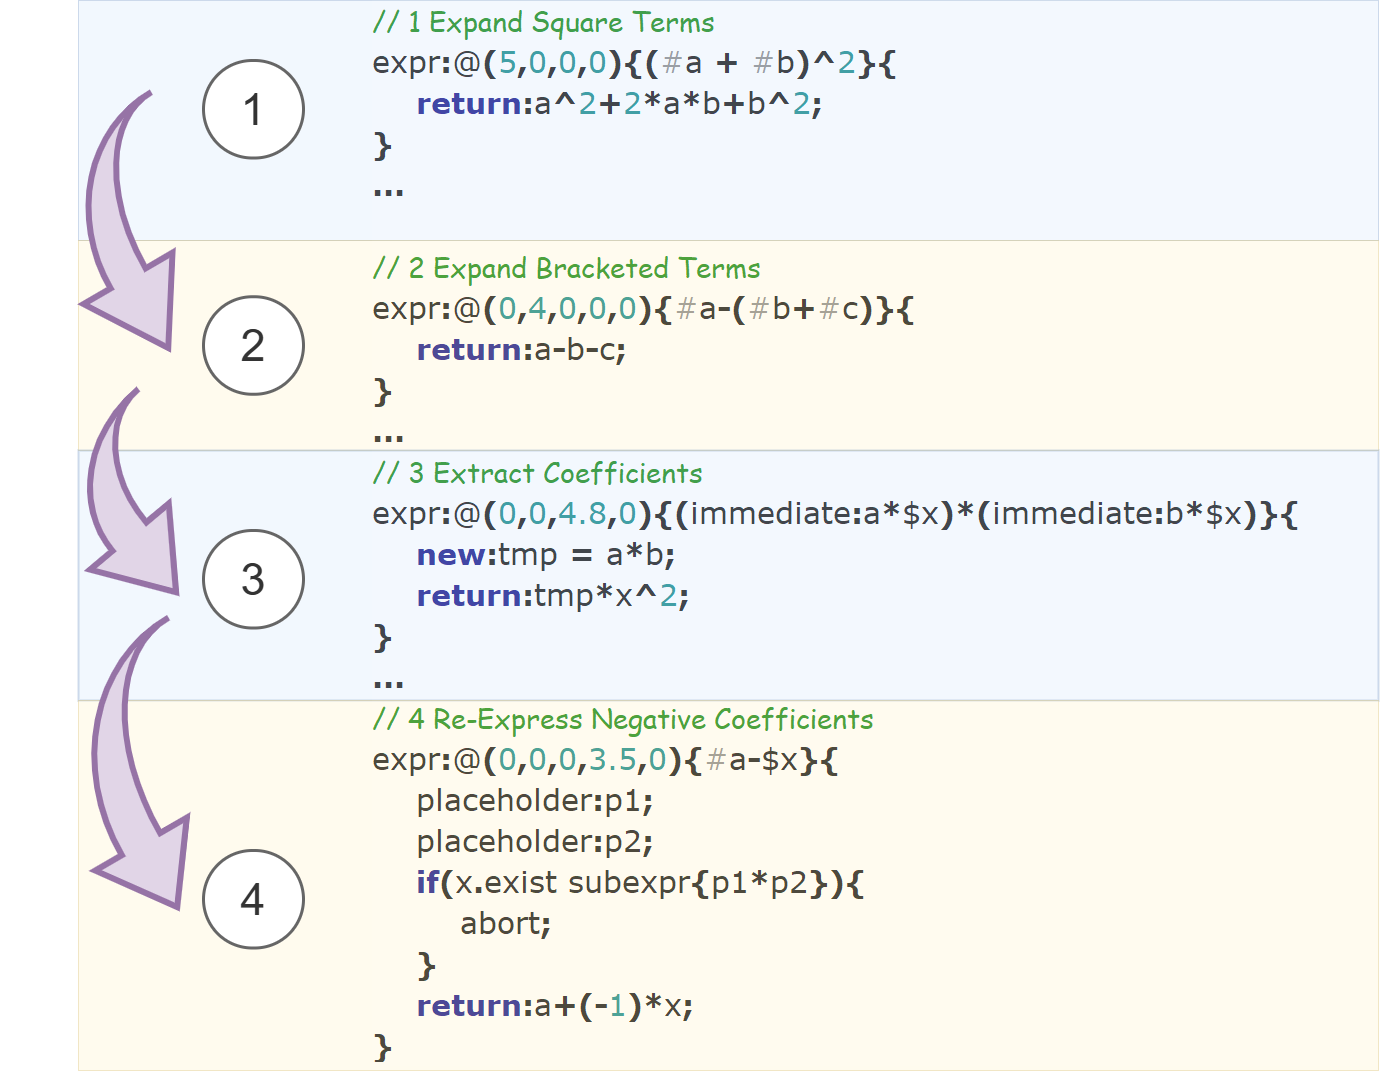 // 1 Expand Square Terms
expr:@(5,0,0,0){(#a + #b)^2}{
return:a^2+2*a*b+b^2;
}
...
1
// 2 Expand Bracketed Terms
expr:@(0,4,0,0,0){#a-(#b+#c)}{
return:a-b-c;
}
...
2
// 3 Extract Coefficients
expr:@(0,0,4.8,0){(immediate:a*$x)*(immediate:b*$x)}{
new:tmp = a*b;
return:tmp*x^2;
}
...
3
// 4 Re-Express Negative Coefficients
expr:@(0,0,0,3.5,0){#a-$x}{
placeholder:p1;
placeholder:p2;
if(x.exist subexpr{p1*p2}){
abort;
}
return:a+(-1)*x;
}
4